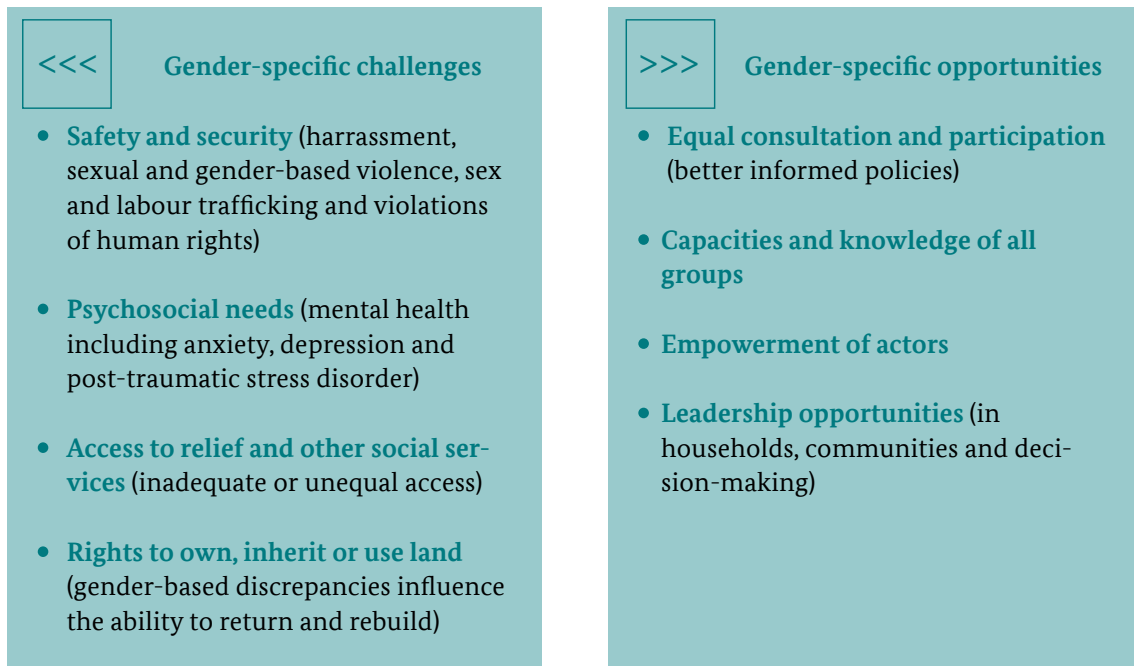 <<<
Gender-specific challenges
• Safety and security (harrassment,
sexual and gender-based violence, sex
and labour trafficking and violations
of human rights)
• Psychosocial needs (mental health
including anxiety, depression and
post-traumatic stress disorder)
• Access to relief and other social ser-
vices (inadequate or unequal access)
• Rights to own, inherit or use land
(gender-based discrepancies influence
the ability to return and rebuild)
>>>
Gender-specific opportunities
• Equal consultation and participation
(better informed policies)
• Capacities and knowledge of all
groups
• Empowerment of actors
• Leadership opportunities (in
households, communities and deci-
sion-making)